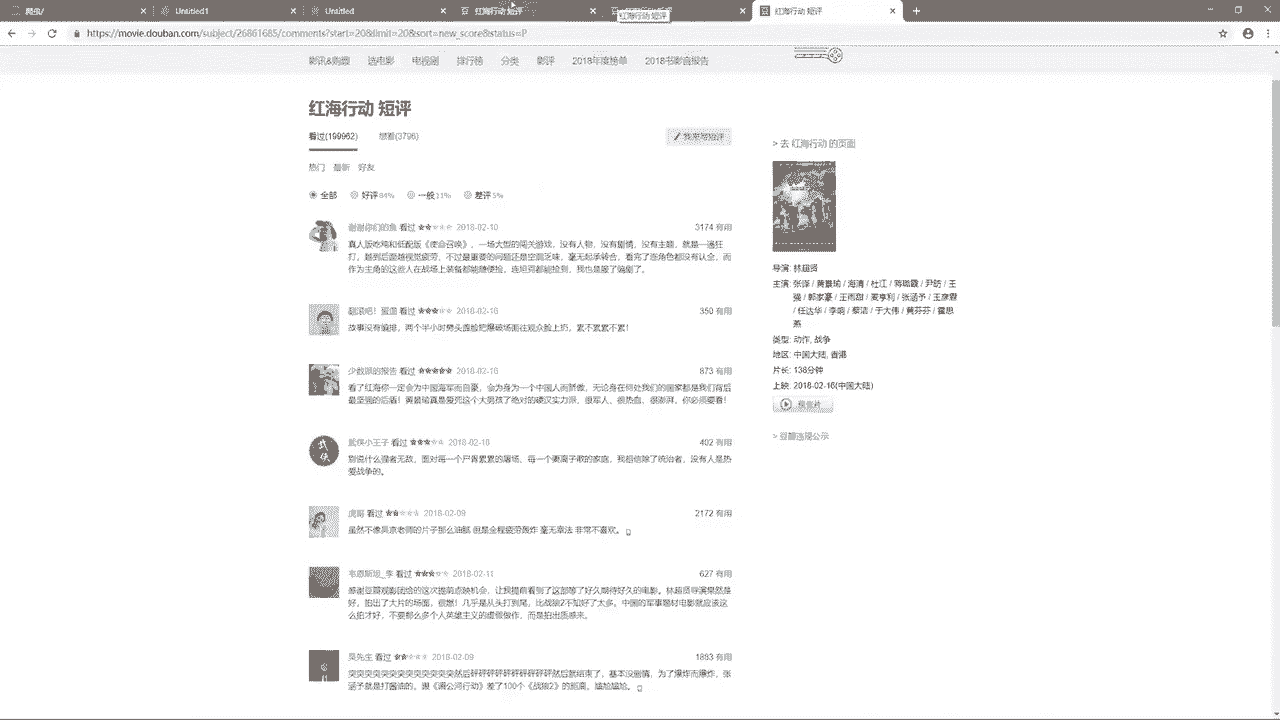 Untitled1
Untitled
红海行动 短评
红海行动 短评
红海行动 短评
https://movie.douban.com/subject/26861685/comments?start=20&limit=20&sort=new_score&status=P
影讯&购票
选电影
电视剧
排行榜
分类
影评
2018年度榜单
2018书影音报告
红海行动 短评
看过(199962)
想看(3796)
我来写短评
热门 最新 好友
全部 好评84% 一般11% 差评5%
谢谢你们的鱼 看过 2018-02-10
3174 有用
真人版吃鸡和低配版《使命召唤》，一场大型的闯关游戏，没有人物，没有剧情，没有主题，就是一通狂
打，越到后面越视觉疲劳，不过最重要的问题还是空洞乏味，毫无起承转合，看完了连角色都没有认全，而
作为主角的这些人在战场上装备都能随便捡，连坦克都能捡到，我也是服了编剧了。
翻滚吧！蛋面 看过 2018-02-18
350 有用
故事没有编排，两个半小时劈头盖脸把爆破场面往观众脸上扔，累不累累不累！
少数派的报告 看过 2018-02-18
873 有用
看了红海你一定会为中国海军而自豪，会为身为一个中国人而骄傲，无论身在何处我们的国家都是我们背后
最坚强的后盾！黄景瑜真是爱死这个大男孩了绝对的硬汉实力派，很军人，很热血，很澎湃，你必须要看！
武侠小王子 看过 2018-02-18
402 有用
别说什么强者无敌，面对每一个尸骨累累的屠场，每一个妻离子散的家庭，我相信除了统治者，没有人是热
爱战争的。
虎哥 看过 2018-02-09
2172 有用
虽然不像吴京老师的片子那么油腻 但是全程疲劳轰炸 毫无章法 非常不喜欢。
看过 2018-02-11
627 有用
感谢豆瓣观影团给的这次提前点映机会，让我提前看到了这部等了好久期待好久的电影。林超贤导演果然是
好，拍出了大片的场面，很燃！几乎是从头打到尾，比战狼2不知好了太多。中国的军事题材电影就应该这
么拍才好，不要那么多个人英雄主义的虚假做作，而是拍出质感来。
吴先生 看过 2018-02-09
1883 有用
突突突突突突突突突突突突突然后砰砰砰砰砰砰砰砰砰砰然后就结束了，基本没剧情，为了爆炸而爆炸，张
涵予就是打酱油的，跟《湄公河行动》差了100个《战狼2》的距离。尴尬尴尬。
> 去 红海行动 的页面
导演: 林超贤
主演: 张译 / 黄景瑜 / 海清 / 杜江 / 蒋璐霞 / 尹昉 / 王
强 / 郭家豪 / 王雨甜 / 麦亨利 / 张涵予 / 王彦霖
/ 任达华 / 李萌 / 蔡洁 / 于大伟 / 黄芬芬 / 霍思
燕
类型: 动作, 战争
地区: 中国大陆, 香港
片长: 138分钟
上映: 2018-02-16(中国大陆)
预告片
> 短评违规公示